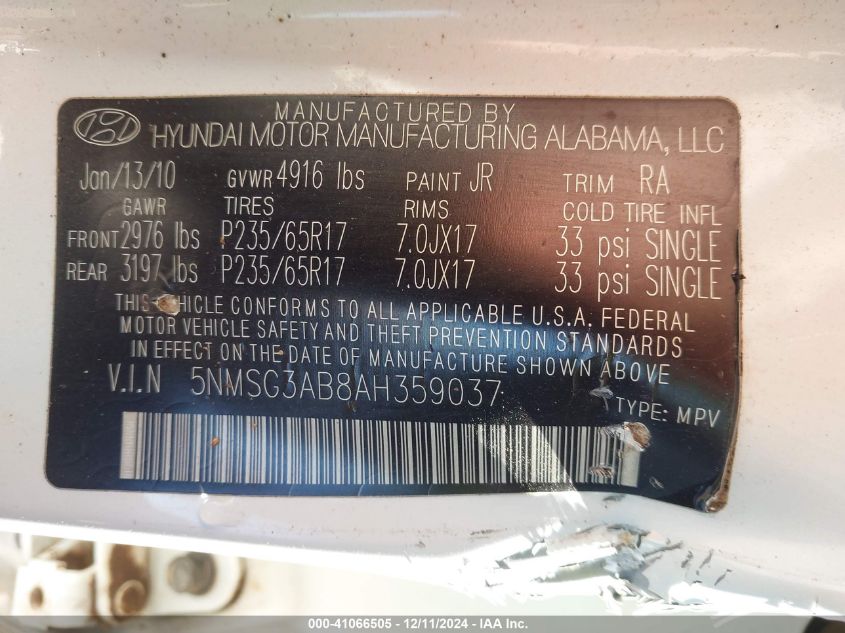 MANUFACTURED BY
HYUNDAI MOTOR MANUFACTURING ALABAMA, LLC
Jan/13/10 GVWR 4916 lbs PAINT JR TRIM RA
GAWR TIRES RIMS COLD TIRE INFL
FRONT 2976 lbs P235/65R17 7.0JX17 33 psi SINGLE
REAR 3197 lbs P235/65R17 7.0JX17 33 psi SINGLE
THIS VEHICLE CONFORMS TO ALL APPLICABLE U.S.A. FEDERAL
MOTOR VEHICLE SAFETY AND THEFT PREVENTION STANDARDS
IN EFFECT ON THE DATE OF MANUFACTURE SHOWN ABOVE
V.I.N 5NMSG3AB8AH359037
TYPE: MPV
000-41066505 - 12/11/2024 - IAA Inc.